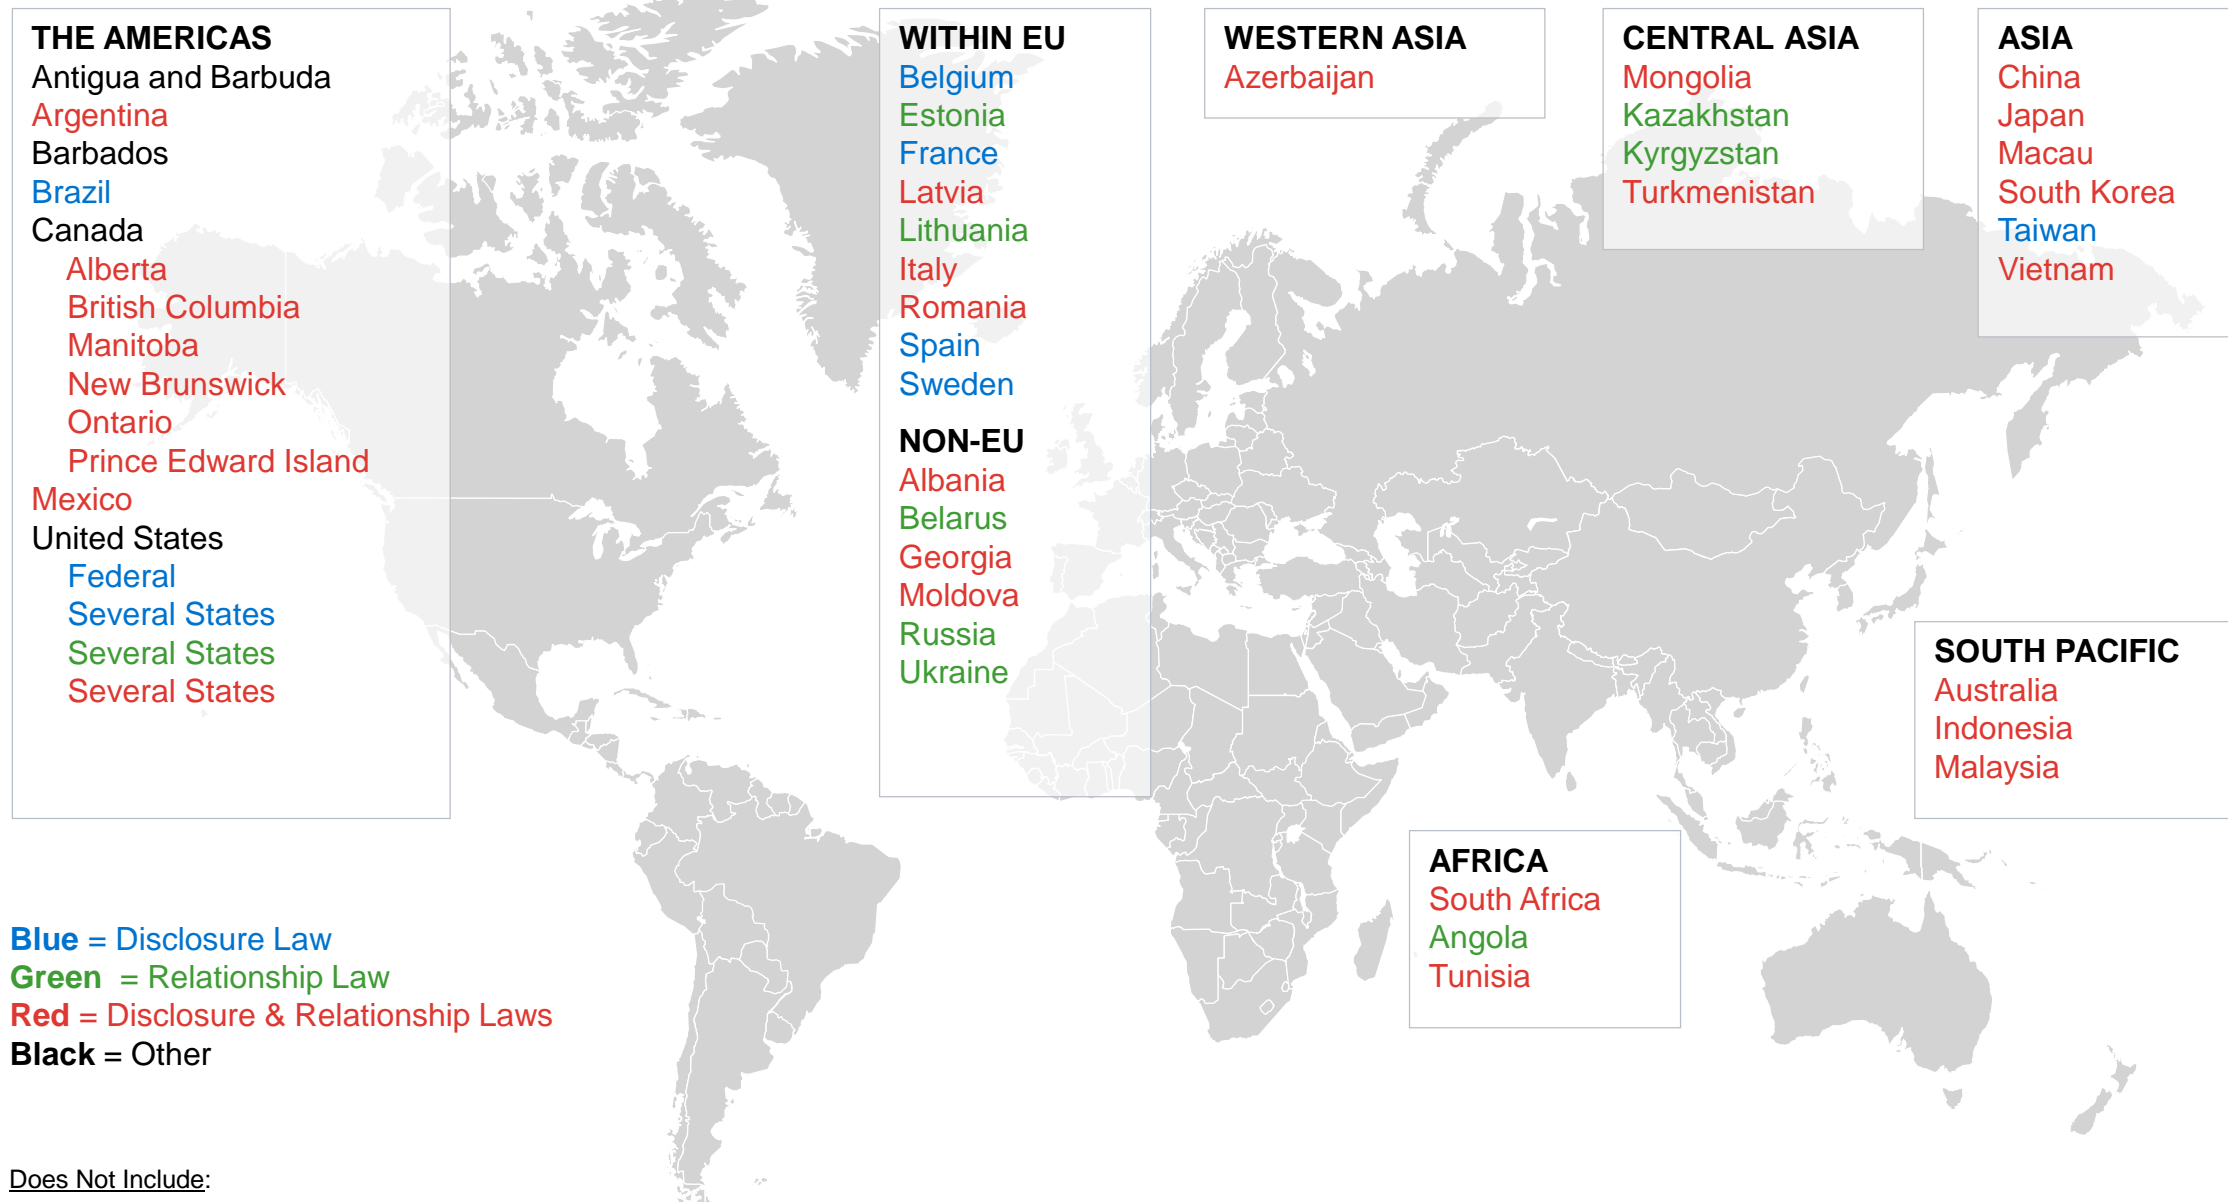 THE AMERICAS
Antigua and Barbuda
Argentina
Barbados
Brazil
Canada
Alberta
British Columbia
Manitoba
New Brunswick
Ontario
Prince Edward Island
Mexico
United States
Federal
Several States
Several States
Several States
WITHIN EU
Belgium
Estonia
France
Latvia
Lithuania
Italy
Romania
Spain
Sweden
NON-EU
Albania
Belarus
Georgia
Moldova
Russia
Ukraine
WESTERN ASIA
Azerbaijan
CENTRAL ASIA
Mongolia
Kazakhstan
Kyrgyzstan
Turkmenistan
ASIA
China
Japan
Macau
South Korea
Taiwan
Vietnam
SOUTH PACIFIC
Australia
Indonesia
Malaysia
AFRICA
South Africa
Angola
Tunisia
Blue = Disclosure Law
Green = Relationship Law
Red = Disclosure & Relationship Laws
Black = Other
Does Not Include: